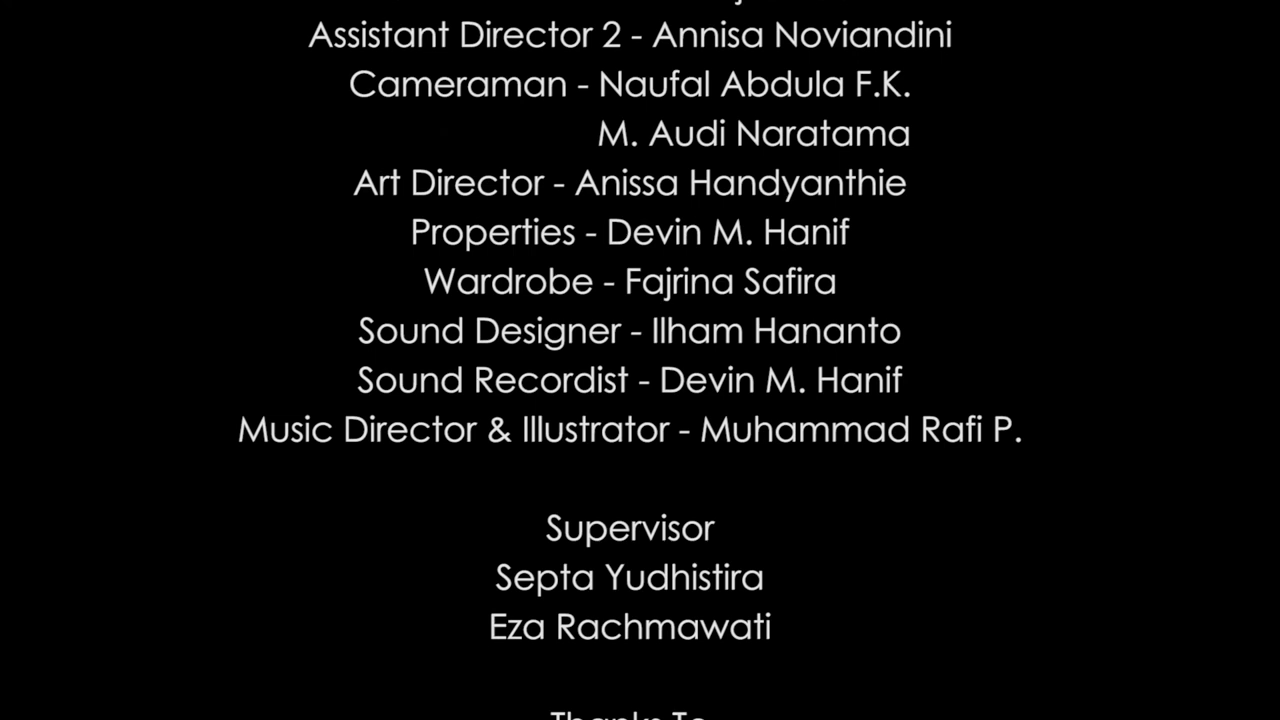 Assistant Director 2 - Annisa Noviandini
Cameraman - Naufal Abdula F.K.
M. Audi Naratama
Art Director - Anissa Handyanthie
Properties - Devin M. Hanif
Wardrobe - Fajrina Safira
Sound Designer - Ilham Hananto
Sound Recordist - Devin M. Hanif
Music Director & Illustrator - Muhammad Rafi P.
Supervisor
Septa Yudhistira
Eza Rachmawati
Thanks To